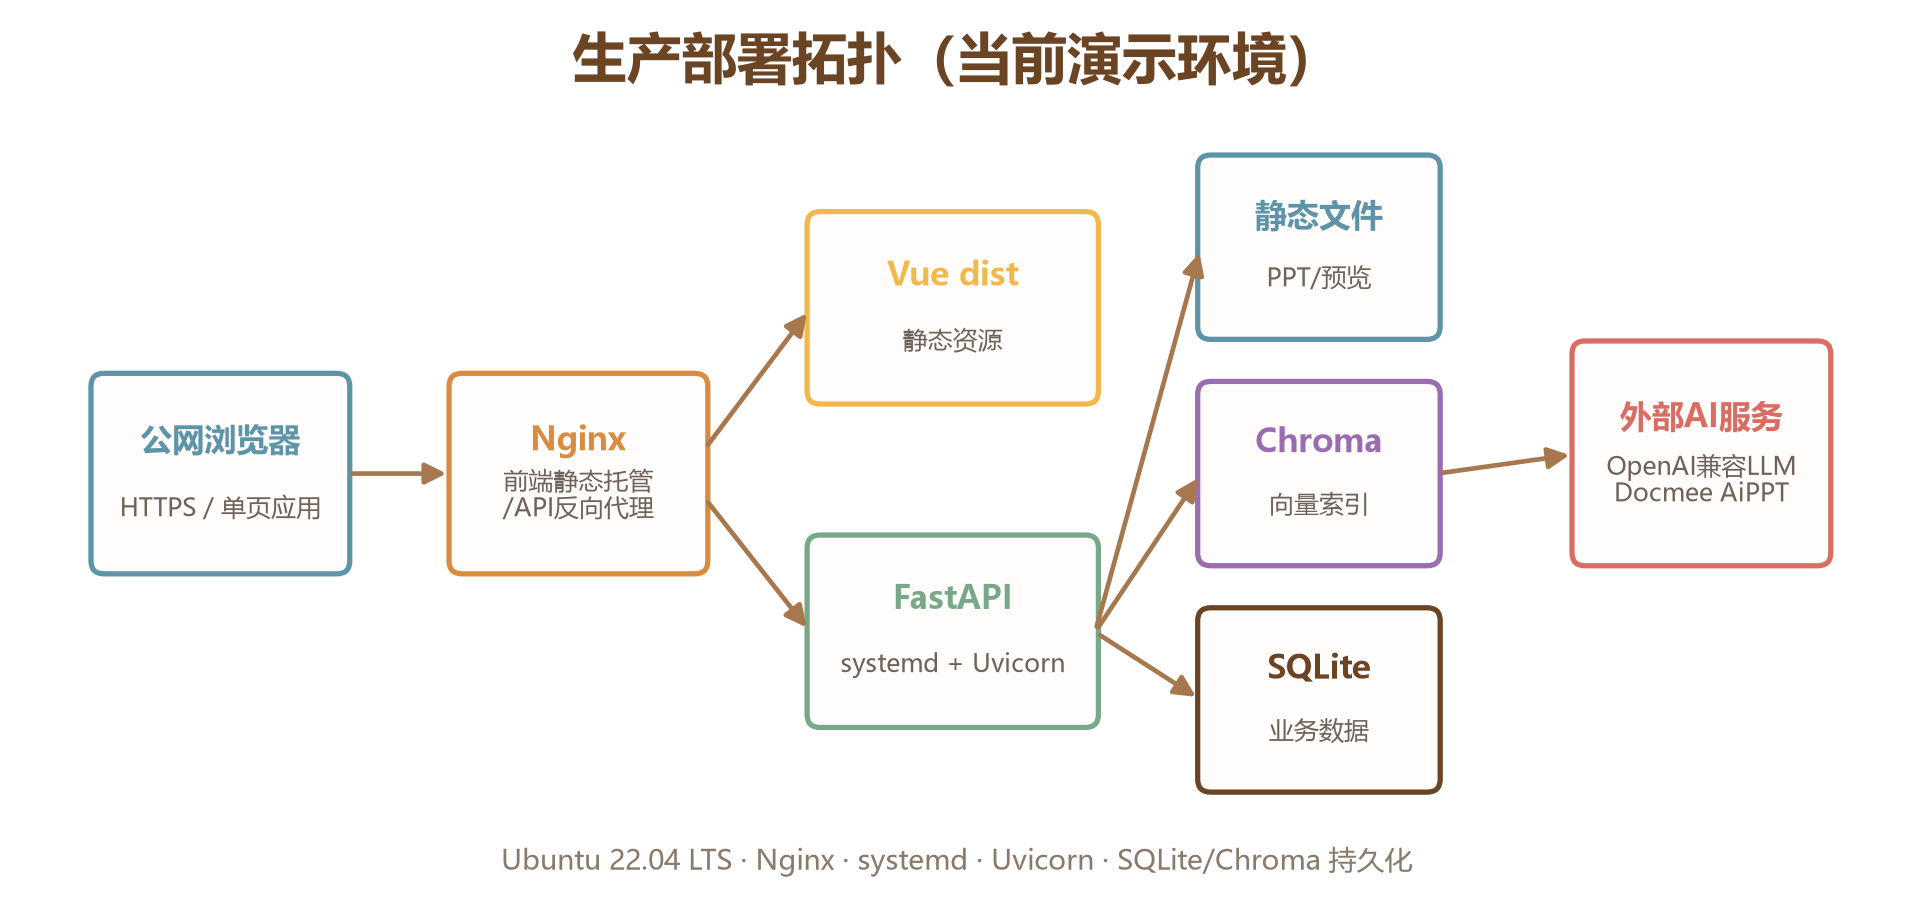 生产部署拓扑（当前演示环境）
公网浏览器
HTTPS / 单页应用
Nginx
前端静态托管
/API反向代理
Vue dist
静态资源
FastAPI
systemd + Uvicorn
静态文件
PPT/预览
Chroma
向量索引
SQLite
业务数据
外部AI服务
OpenAI兼容LLM
Docmee AiPPT
Ubuntu 22.04 LTS · Nginx · systemd · Uvicorn · SQLite/Chroma 持久化